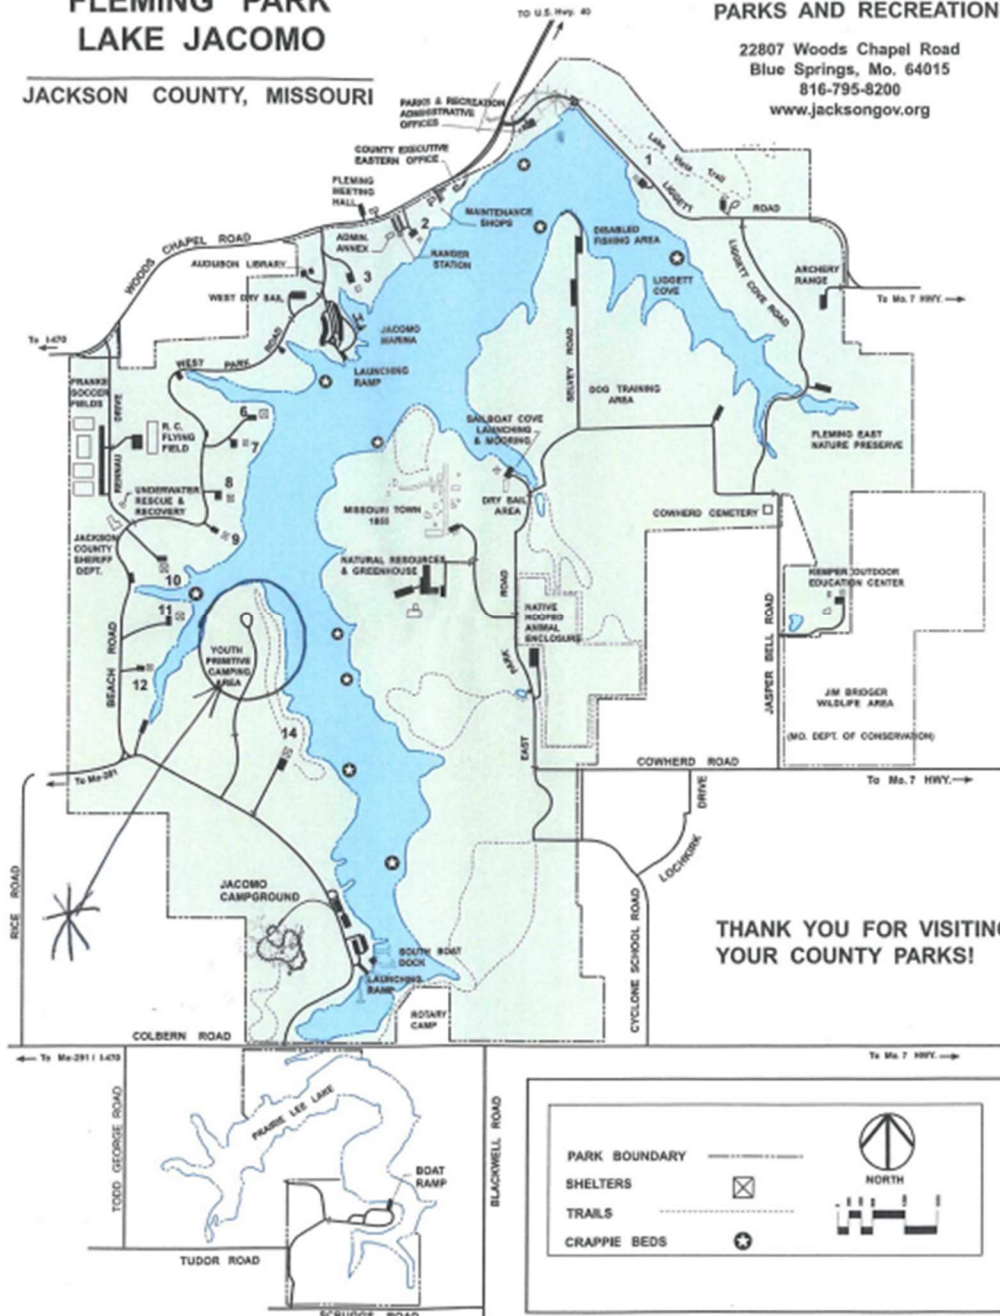 FLEMING PARK
LAKE JACOMO
JACKSON COUNTY, MISSOURI
TO U.S. Hwy. 40
PARKS AND RECREATION
22807 Woods Chapel Road
Blue Springs, Mo. 64015
816-795-8200
www.jacksongov.org
PARKS & RECREATION
ADMINISTRATIVE
OFFICES
COUNTY EXECUTIVE
EASTERN OFFICE
FLEMING
MEETING
HALL
Lake Vista Trail
1
LIGGETT
ROAD
MAINTENANCE
SHOPS
2
ADMIN.
ANNEX
RANGER
STATION
DISABLED
FISHING AREA
WOODS CHAPEL ROAD
AUDUBON LIBRARY
3
LIGGETT
COVE
LIGGETT COVE ROAD
ARCHERY
RANGE
To Mo. 7 HWY.
WEST DRY SAIL
JACOMO
MARINA
To I-470
WEST PARK ROAD
LAUNCHING
RAMP
SELVEY ROAD
DOG TRAINING
AREA
FRANKE
SOCCER
FIELDS
RENNAU DRIVE
R. C.
FLYING
FIELD
6
7
SAILBOAT COVE
LAUNCHING
& MOORING
FLEMING EAST
NATURE PRESERVE
UNDERWATER
RESCUE &
RECOVERY
8
9
MISSOURI TOWN
1855
DRY SAIL
AREA
COWHERD CEMETERY
JACKSON
COUNTY
SHERIFF
DEPT.
10
NATURAL RESOURCES
& GREENHOUSE
KEMPER OUTDOOR
EDUCATION CENTER
11
NATIVE
HOOFED
ANIMAL
ENCLOSURE
EAST PARK ROAD
BEACH ROAD
12
YOUTH
PRIMITIVE
CAMPING
AREA
JASPER BELL ROAD
JIM BRIDGER
WILDLIFE AREA
(MO. DEPT. OF CONSERVATION)
14
To Mo-291
COWHERD ROAD
To Mo. 7 HWY.
LOCHKIRK DRIVE
RICE ROAD
JACOMO
CAMPGROUND
CYCLONE SCHOOL ROAD
THANK YOU FOR VISITING
YOUR COUNTY PARKS!
SOUTH BOAT
DOCK
LAUNCHING
RAMP
ROTARY
CAMP
COLBERN ROAD
To Mo-291 / I-470
To Mo. 7 HWY.
TODD GEORGE ROAD
PRAIRIE LEE LAKE
BLACKWELL ROAD
BOAT
RAMP
TUDOR ROAD
SCRUGGS ROAD
PARK BOUNDARY
SHELTERS
TRAILS
CRAPPIE BEDS
NORTH